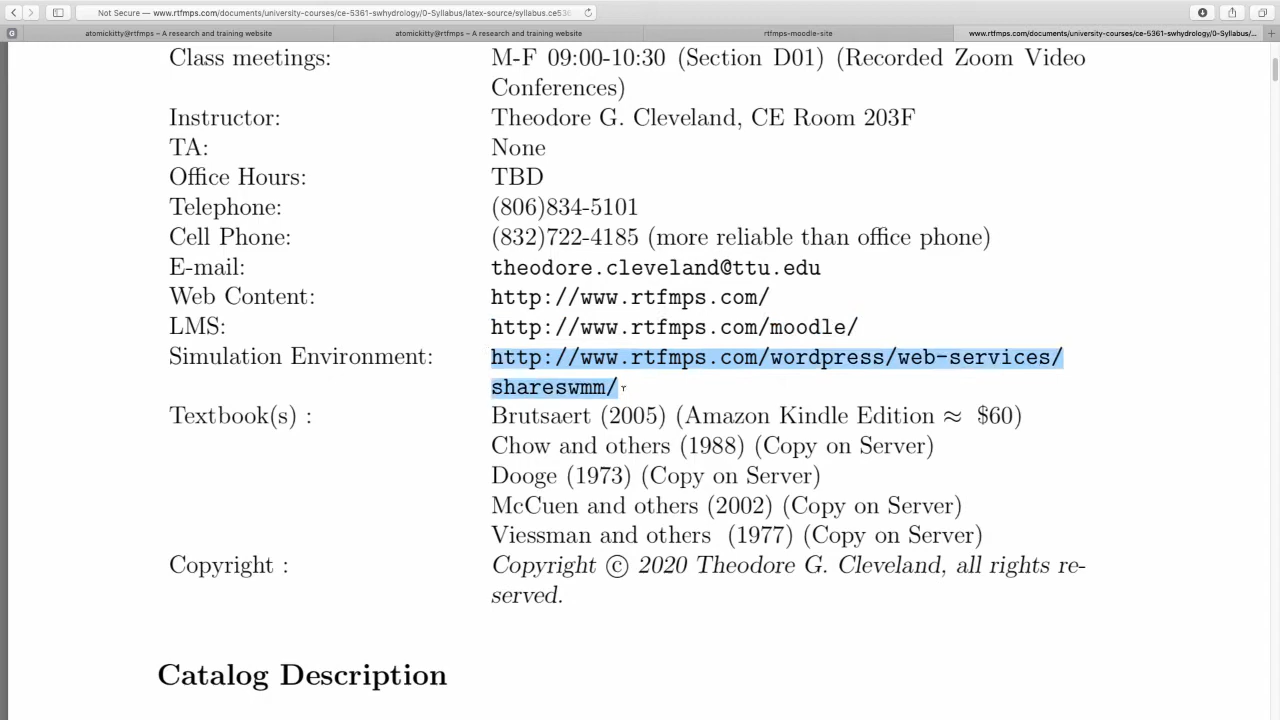 Not Secure — www.rtfmps.com/documents/university-courses/ce-5361-swhydrology/0-Syllabus/latex-source/syllabus.ce536
G
atomickitty@rtfmps – A research and training website
atomickitty@rtfmps – A research and training website
rtfmps-moodle-site
www.rtfmps.com/documents/university-courses/ce-5361-swhydrology/0-Syllabus/...
Class meetings: M-F 09:00-10:30 (Section D01) (Recorded Zoom Video
Conferences)
Instructor: Theodore G. Cleveland, CE Room 203F
TA: None
Office Hours: TBD
Telephone: (806)834-5101
Cell Phone: (832)722-4185 (more reliable than office phone)
E-mail: theodore.cleveland@ttu.edu
Web Content: http://www.rtfmps.com/
LMS: http://www.rtfmps.com/moodle/
Simulation Environment: http://www.rtfmps.com/wordpress/web-services/
shareswmm/
Textbook(s) : Brutsaert (2005) (Amazon Kindle Edition ≈ $60)
Chow and others (1988) (Copy on Server)
Dooge (1973) (Copy on Server)
McCuen and others (2002) (Copy on Server)
Viessman and others (1977) (Copy on Server)
Copyright : Copyright © 2020 Theodore G. Cleveland, all rights re-
served.
Catalog Description